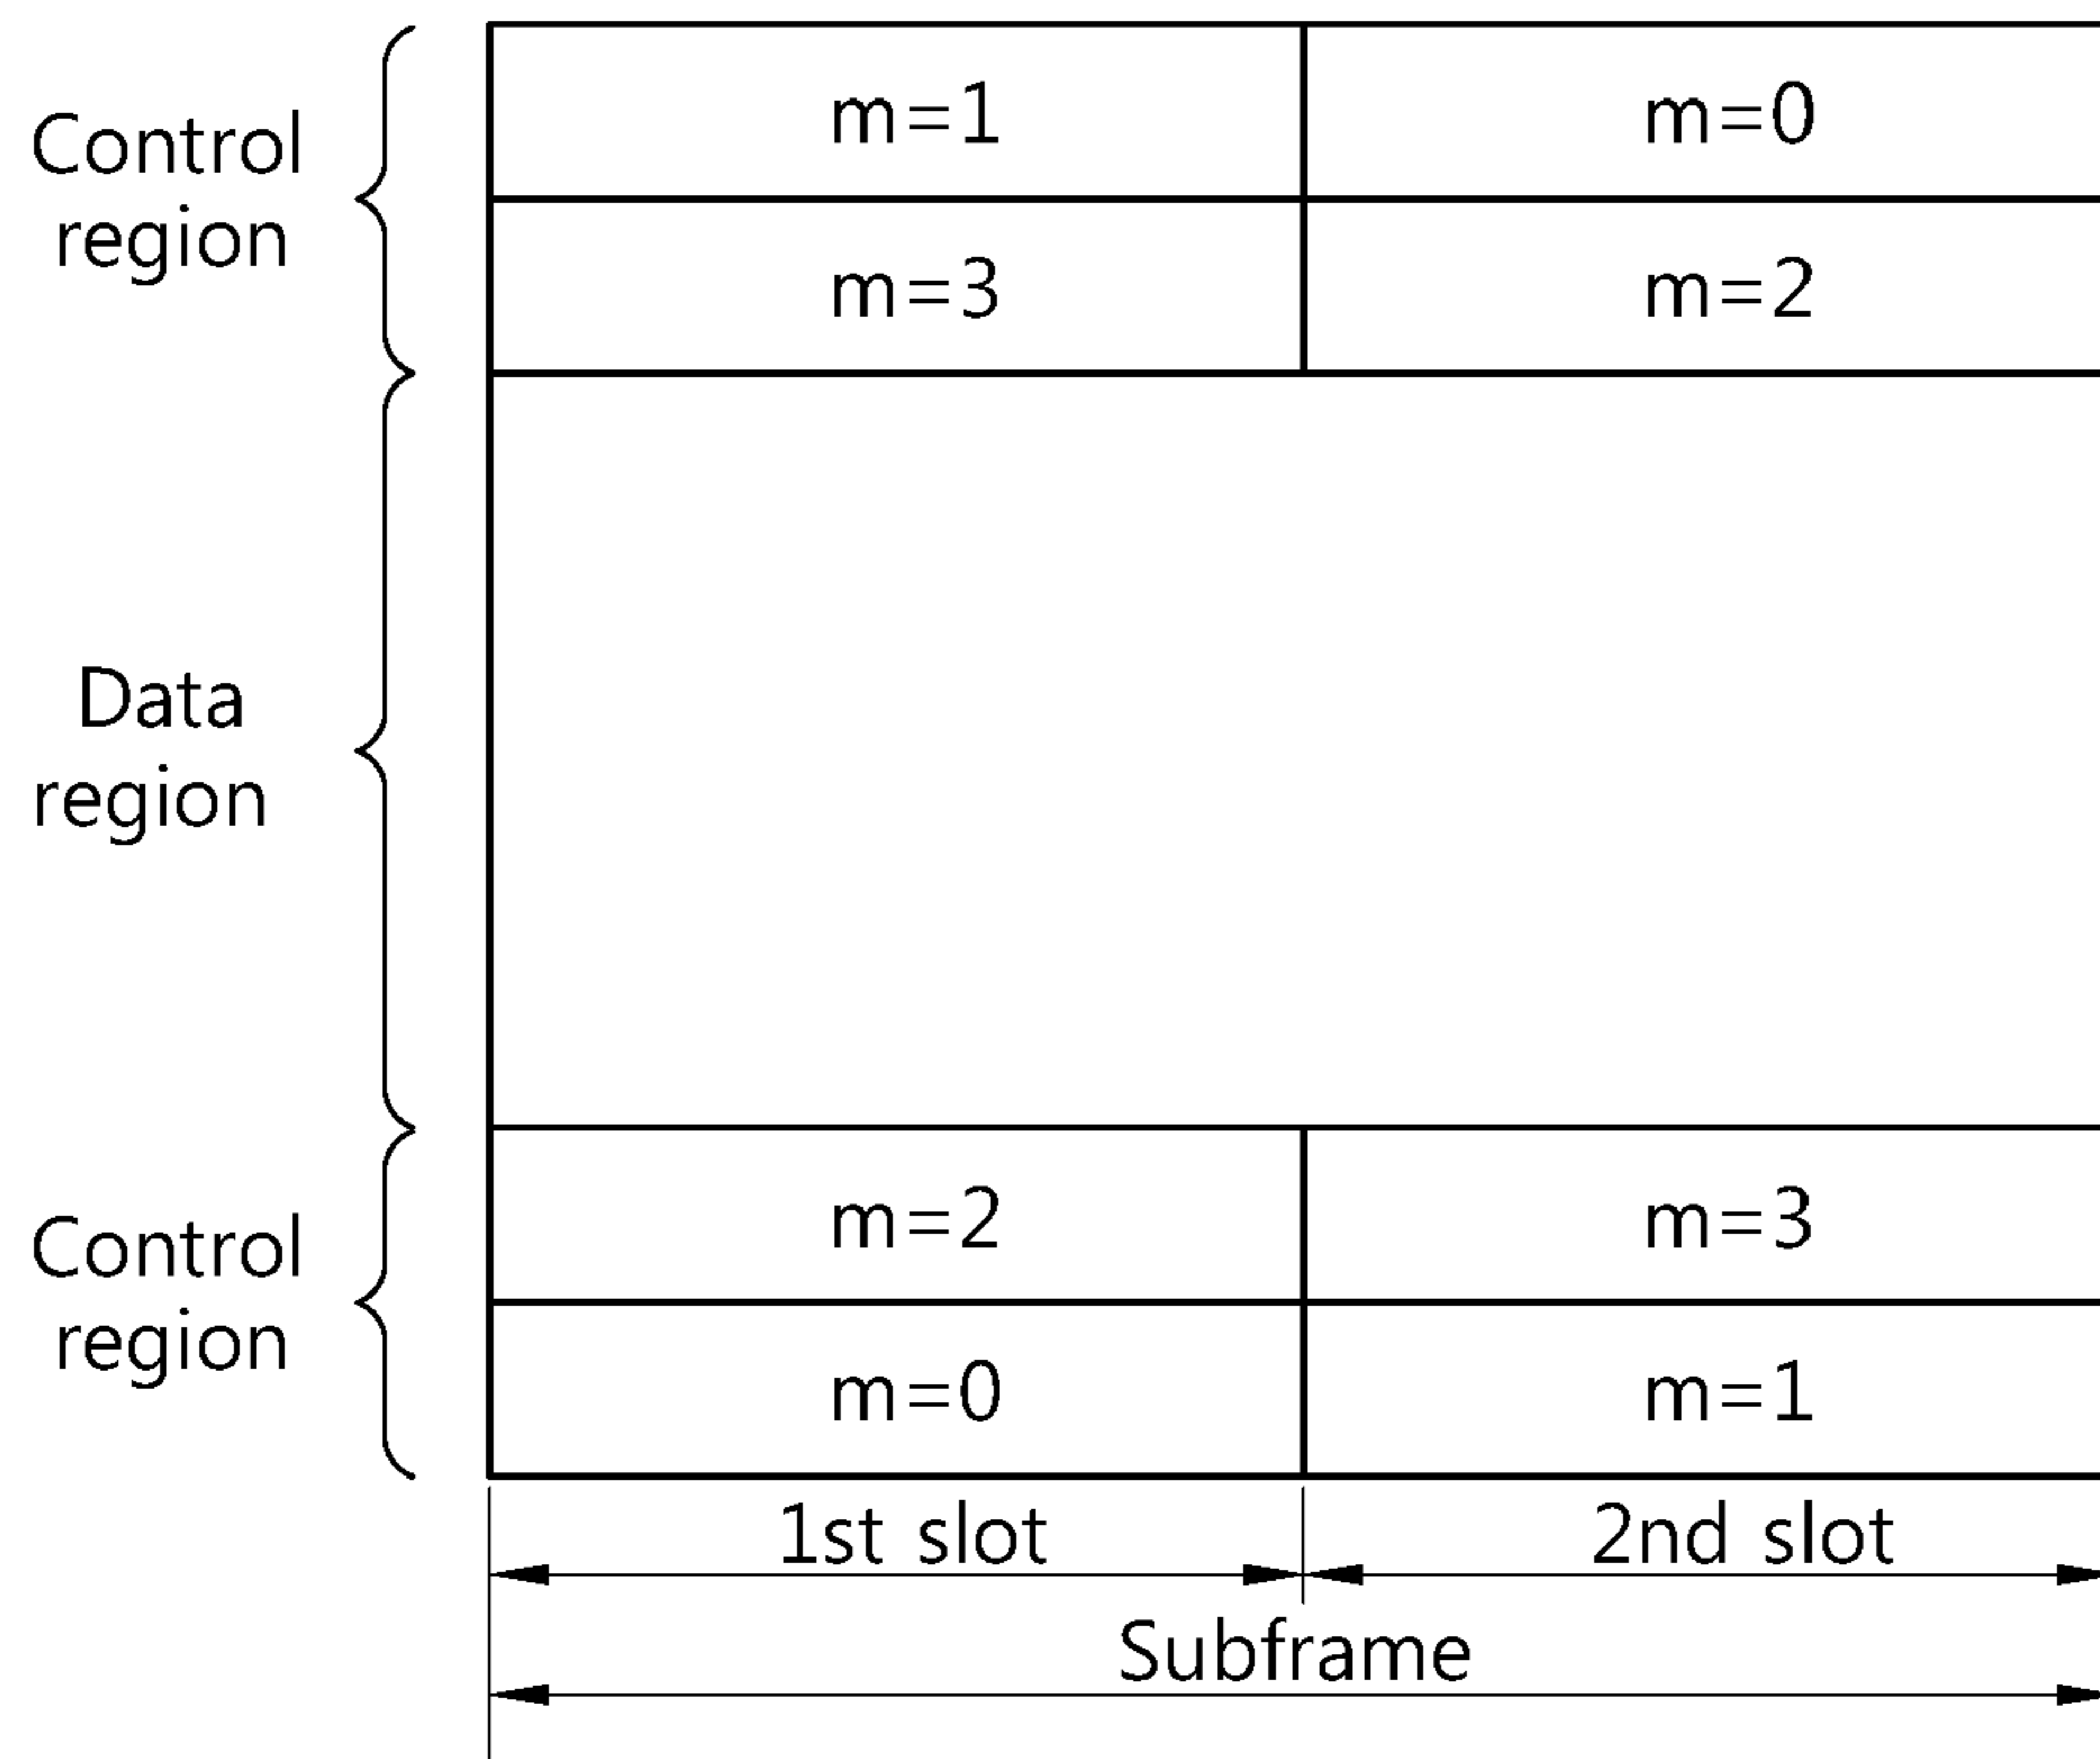 Control
region
m=1
m=0
m=3
m=2
Data
region
Control
region
m=2
m=3
m=0
m=1
1st slot
2nd slot
Subframe